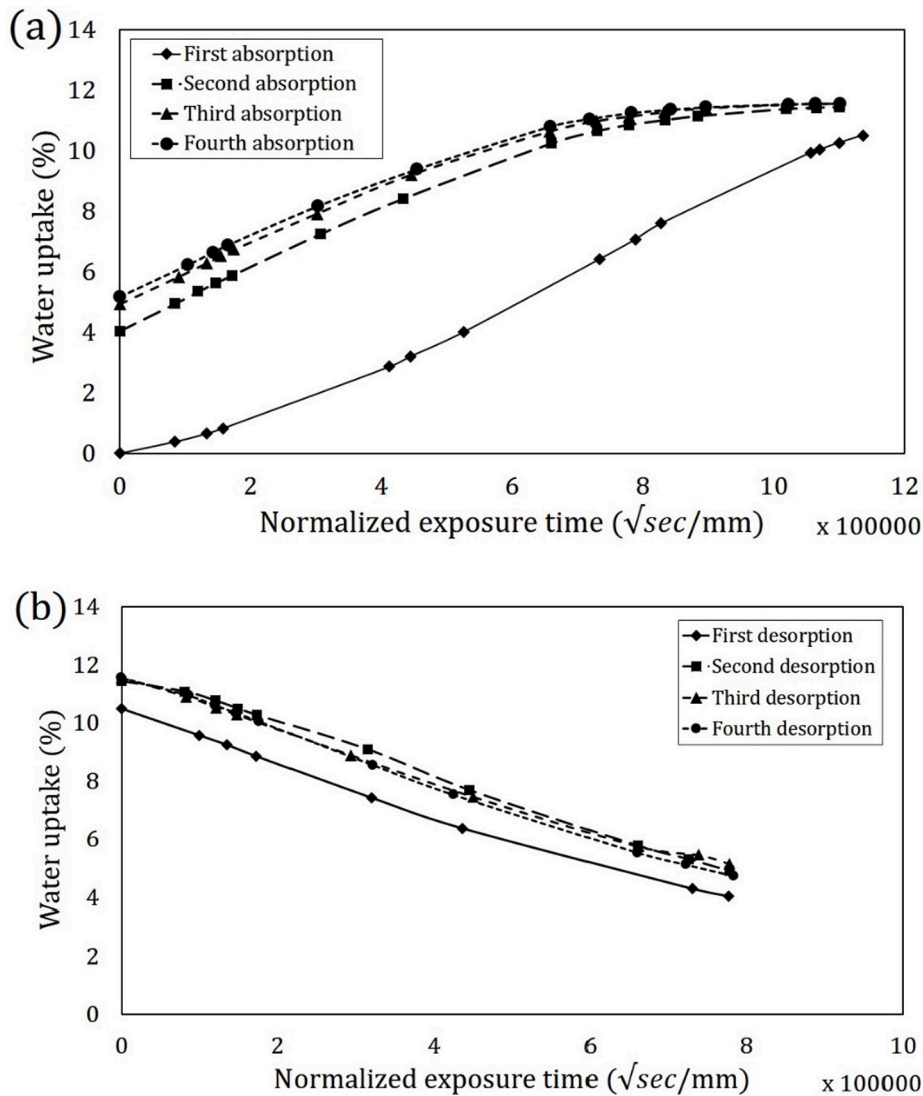 (a)
14
12
10
8
6
4
2
0
Water uptake (%)
First absorption
Second absorption
Third absorption
Fourth absorption
0 2 4 6 8 10 12
Normalized exposure time (√sec/mm)
x 100000
(b)
14
12
10
8
6
4
2
0
Water uptake (%)
First desorption
Second desorption
Third desorption
Fourth desorption
0 2 4 6 8 10
Normalized exposure time (√sec/mm)
x 100000